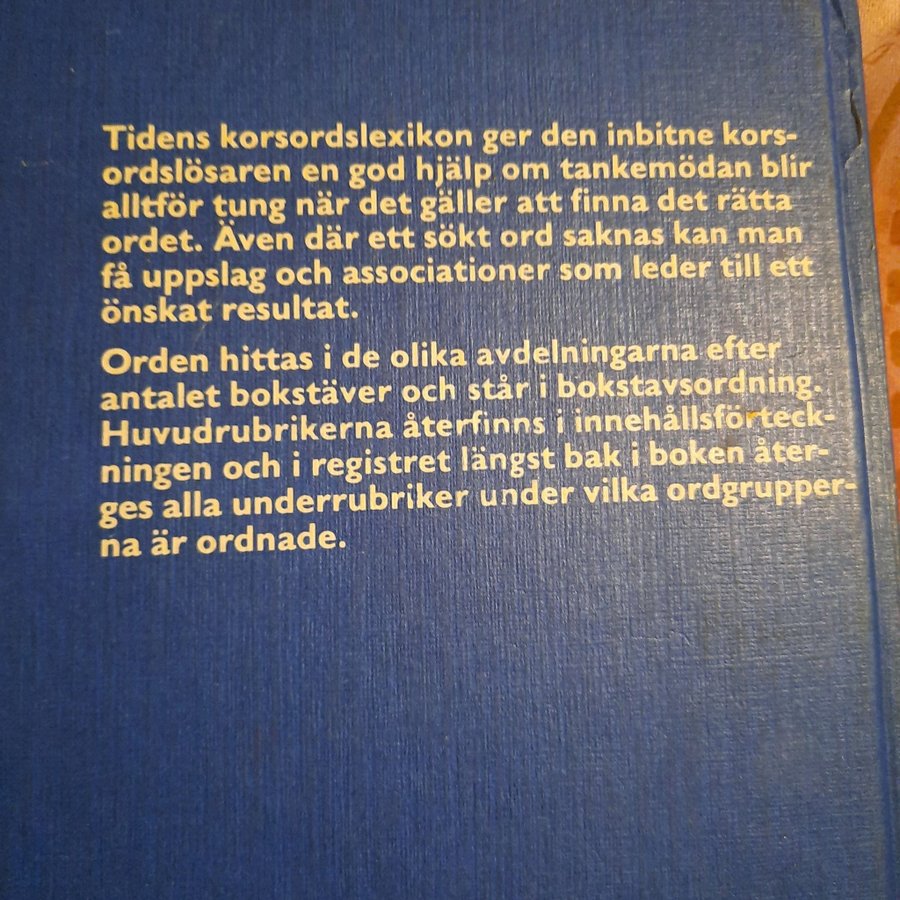 Tidens korsordslexikon ger den inbitne kors-
ordslösaren en god hjälp om tankemödan blir
alltför tung när det gäller att finna det rätta
ordet. Även där ett sökt ord saknas kan man
få uppslag och associationer som leder till ett
önskat resultat.
Orden hittas i de olika avdelningarna efter
antalet bokstäver och står i bokstavsordning.
Huvudrubrikerna återfinns i innehållsförteck-
ningen och i registret längst bak i boken åter-
ges alla underrubriker under vilka ordgrupper-
na är ordnade.